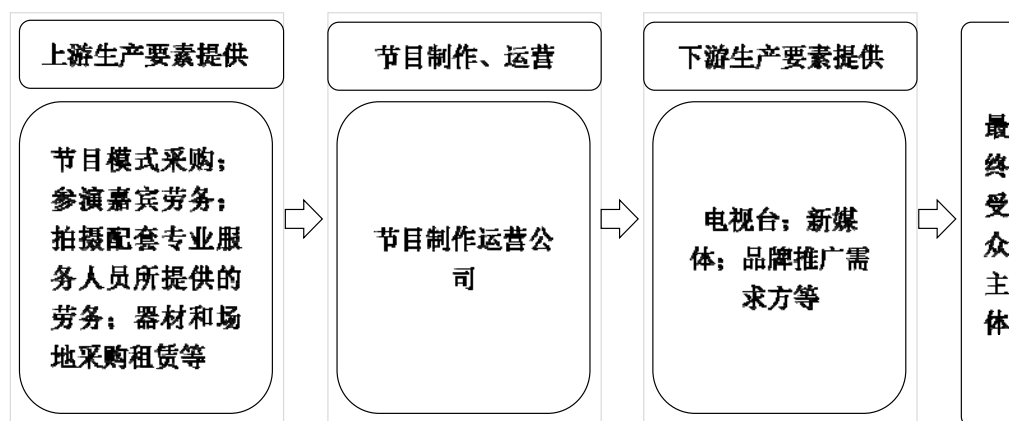 上游生产要素提供
节目模式采购；
参演嘉宾劳务；
拍摄配套专业服
务人员所提供的
劳务；器材和场
地采购租赁等
节目制作、运营
节目制作运营公
司
下游生产要素提供
电视台；新媒
体；品牌推广需
求方等
最
终
受
众
主
体